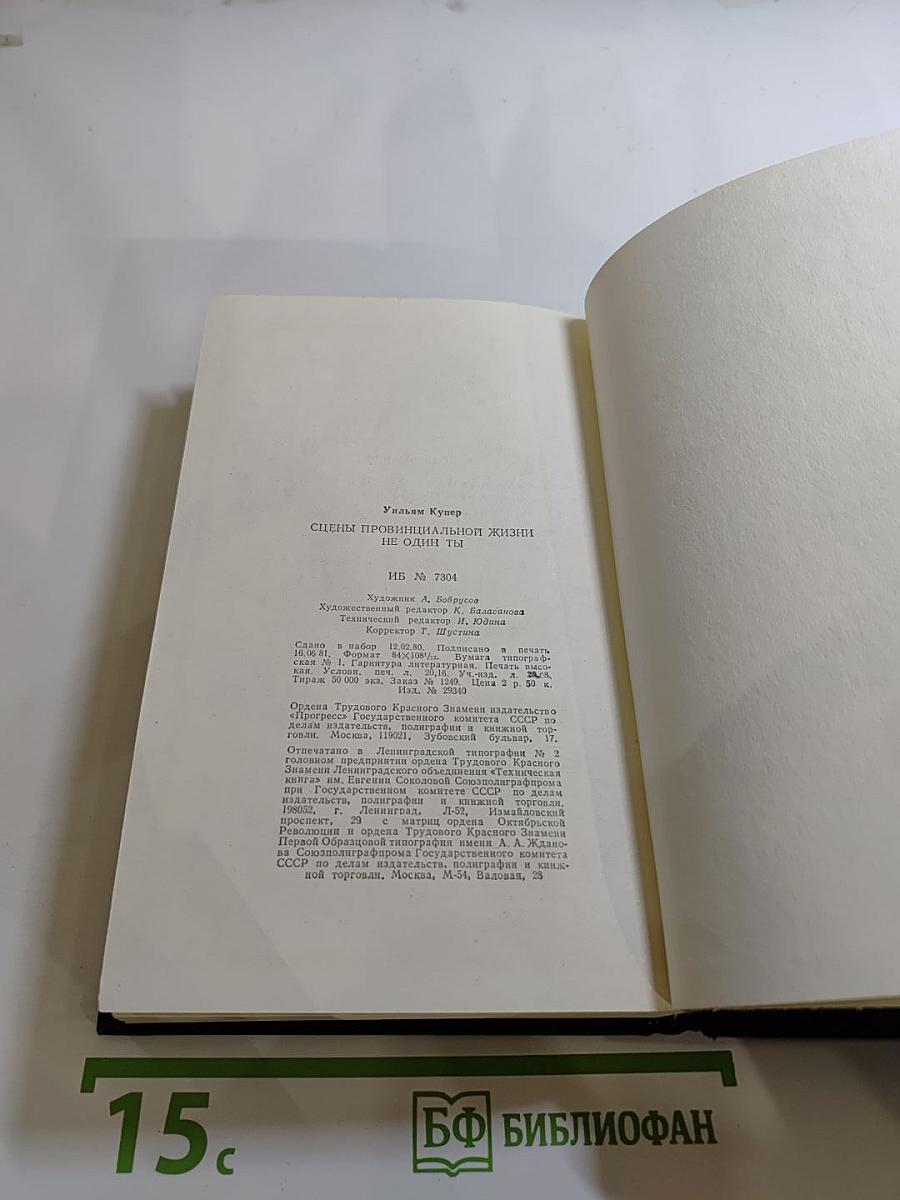 Уильям Купер
СЦЕНЫ ПРОВИНЦИАЛЬНОЙ ЖИЗНИ
НЕ ОДИН ТЫ
ИБ № 7304
Художник А. Бобрусов
Художественный редактор К. Баласанова
Технический редактор И. Юдина
Корректор Г. Шустина
Сдано в набор 12.02.80. Подписано в печать
16.06 81. Формат 84×108¹/₃₂. Бумага типограф-
ская № 1. Гарнитура литературная. Печать высо-
кая. Условн. печ. л. 20,16. Уч.-изд. л.
Тираж 50 000 экз. Заказ № 1249. Цена 2 р. 50 к.
Изд. № 29340
Ордена Трудового Красного Знамени издательство
«Прогресс» Государственного комитета СССР по
делам издательств, полиграфии и книжной тор-
говли. Москва, 119021, Зубовский бульвар, 17.
Отпечатано в Ленинградской типографии № 2
головном предприятии ордена Трудового Красного
Знамени Ленинградского объединения «Техническая
книга» им. Евгении Соколовой Союзполиграфпрома
при Государственном комитете СССР по делам
издательств, полиграфии и книжной торговли.
198052, г. Ленинград, Л-52, Измайловский
проспект, 29 с матриц ордена Октябрьской
Революции и ордена Трудового Красного Знамени
Первой Образцовой типографии имени А. А. Ждано-
ва Союзполиграфпрома Государственного комитета
СССР по делам издательств, полиграфии и книж-
ной торговли. Москва, М-54, Валовая, 28
15 с
БФ БИБЛИОФАН